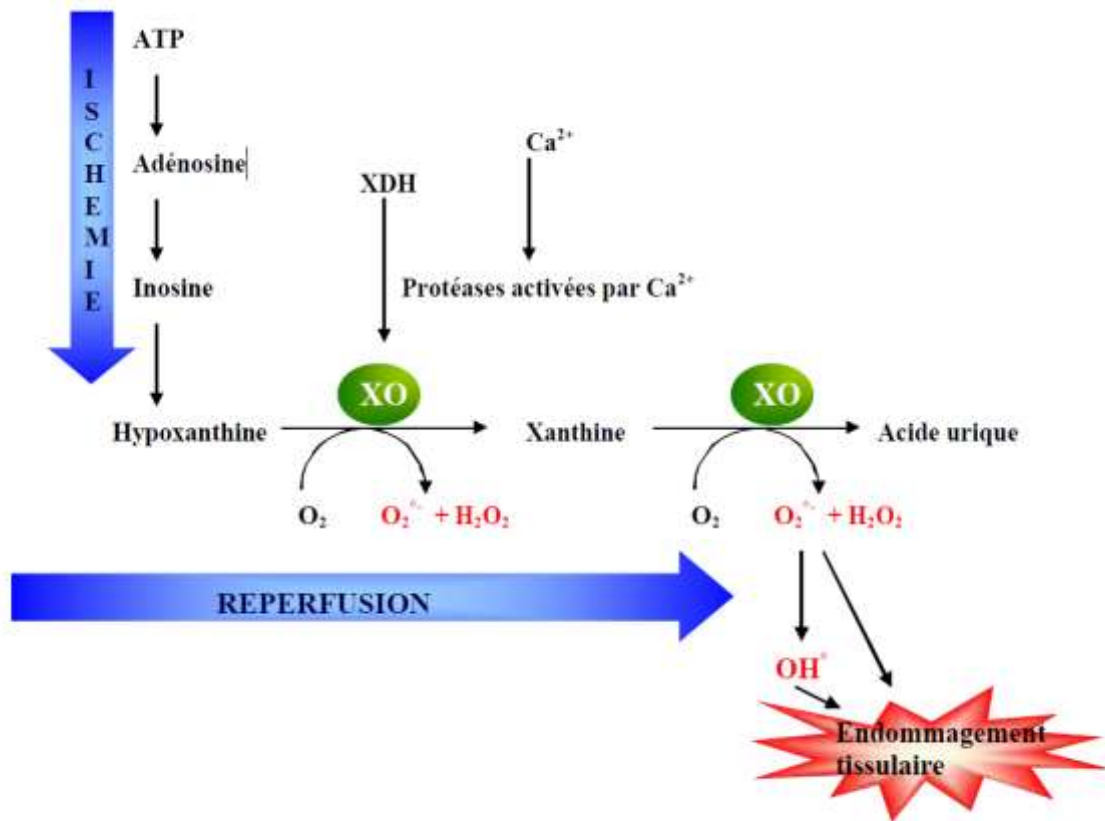 ISCHEMIE
ATP
Adénosine
Inosine
Hypoxanthine
XDH
Ca²⁺
Protéases activées par Ca²⁺
XO
XO
Xanthine
Acide urique
O₂
O₂°⁻ + H₂O₂
O₂
O₂°⁻ + H₂O₂
REPERFUSION
OH°
Endommagement
tissulaire